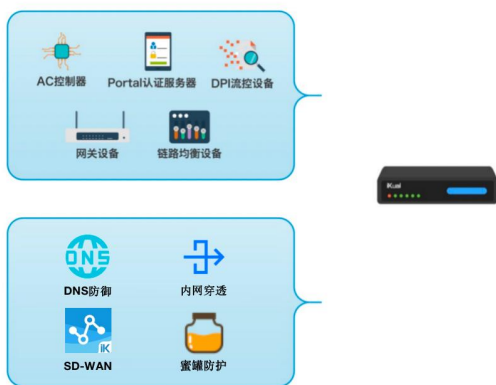 AC控制器
Portal认证服务器
DPI流控设备
网关设备
链路均衡设备
iKuai
DNS
DNS防御
内网穿透
iK
SD-WAN
蜜罐防护